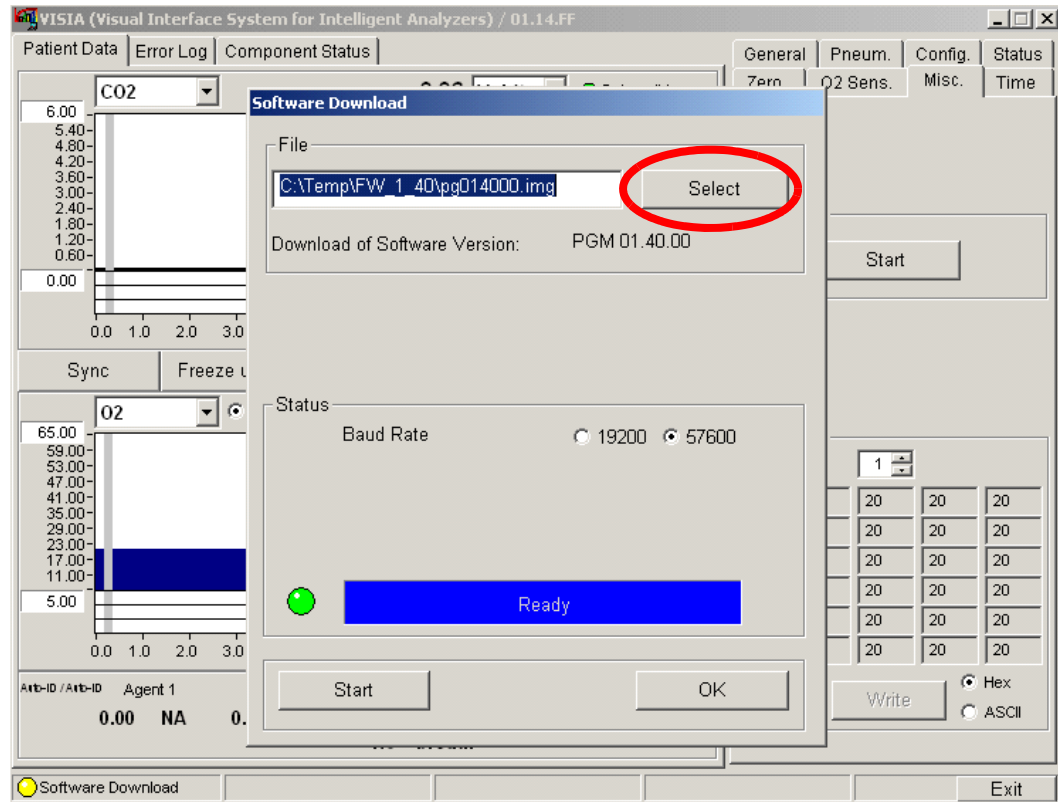 VISIA (Visual Interface System for Intelligent Analyzers) / 01.14.FF
Patient Data Error Log Component Status
General Pneum. Config. Status
Zero O2 Sens. Misc. Time
CO2
6.00
5.40
4.80
4.20
3.60
3.00
2.40
1.80
1.20
0.60
0.00
0.0 1.0 2.0 3.0
Sync Freeze
O2
65.00
59.00
53.00
47.00
41.00
35.00
29.00
23.00
17.00
11.00
5.00
0.0 1.0 2.0 3.0
Auto-ID / Auto-ID Agent 1
0.00 NA 0.
Software Download
File
C:\Temp\FW_1_40\pg014000.img
Select
Download of Software Version: PGM 01.40.00
Status
Baud Rate 19200 57600
Ready
Start OK
Start
1
20 20 20
20 20 20
20 20 20
20 20 20
20 20 20
20 20 20
Write
Hex
ASCII
Software Download
Exit